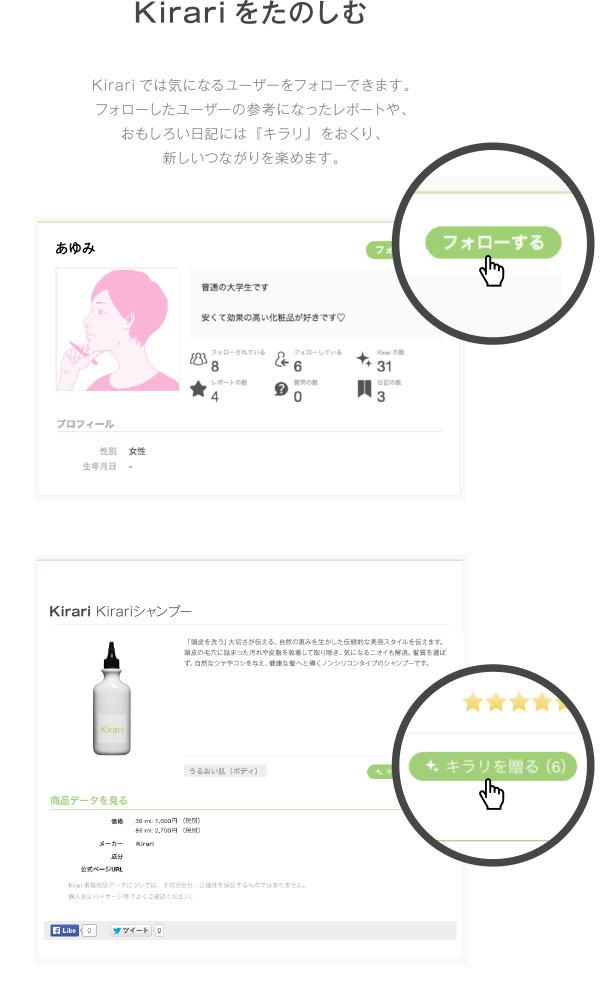 Kirari をたのしむ
Kirari では気になるユーザーをフォローできます。
フォローしたユーザーの参考になったレポートや、
おもしろい日記には『キラリ』をおくり、
新しいつながりを楽めます。
あゆみ
フォ
フォローする
普通の大学生です
安くて効果の高い化粧品が好きです♡
フォローされている
8
フォローしている
6
Kirari の数
31
レポートの数
4
質問の数
0
日記の数
3
プロフィール
性別 女性
生年月日 -
Kirari Kirariシャンプー
「頭皮を洗う」大切さが伝える、自然の恵みを生かした伝統的な美容スタイルを伝えます。
頭皮の毛穴に詰まった汚れや皮脂を吸着して取り除き、気になるニオイも解消。髪質を選ば
ず、自然なツヤやコシを与え、健康な髪へと導くノンシリコンタイプのシャンプーです。
Kirari
うるおい肌（ボディ）
キラリを贈る（6）
商品データを見る
価格 36 ml: 1,600円 （税別）
85 ml: 2,700円 （税別）
メーカー Kirari
成分
公式ページURL
Kirari 掲載商品データについては、その完全性・正確性を保証するものではありません。
購入前にパッケージ等でよくご確認ください。
Like 0 ツイート 0